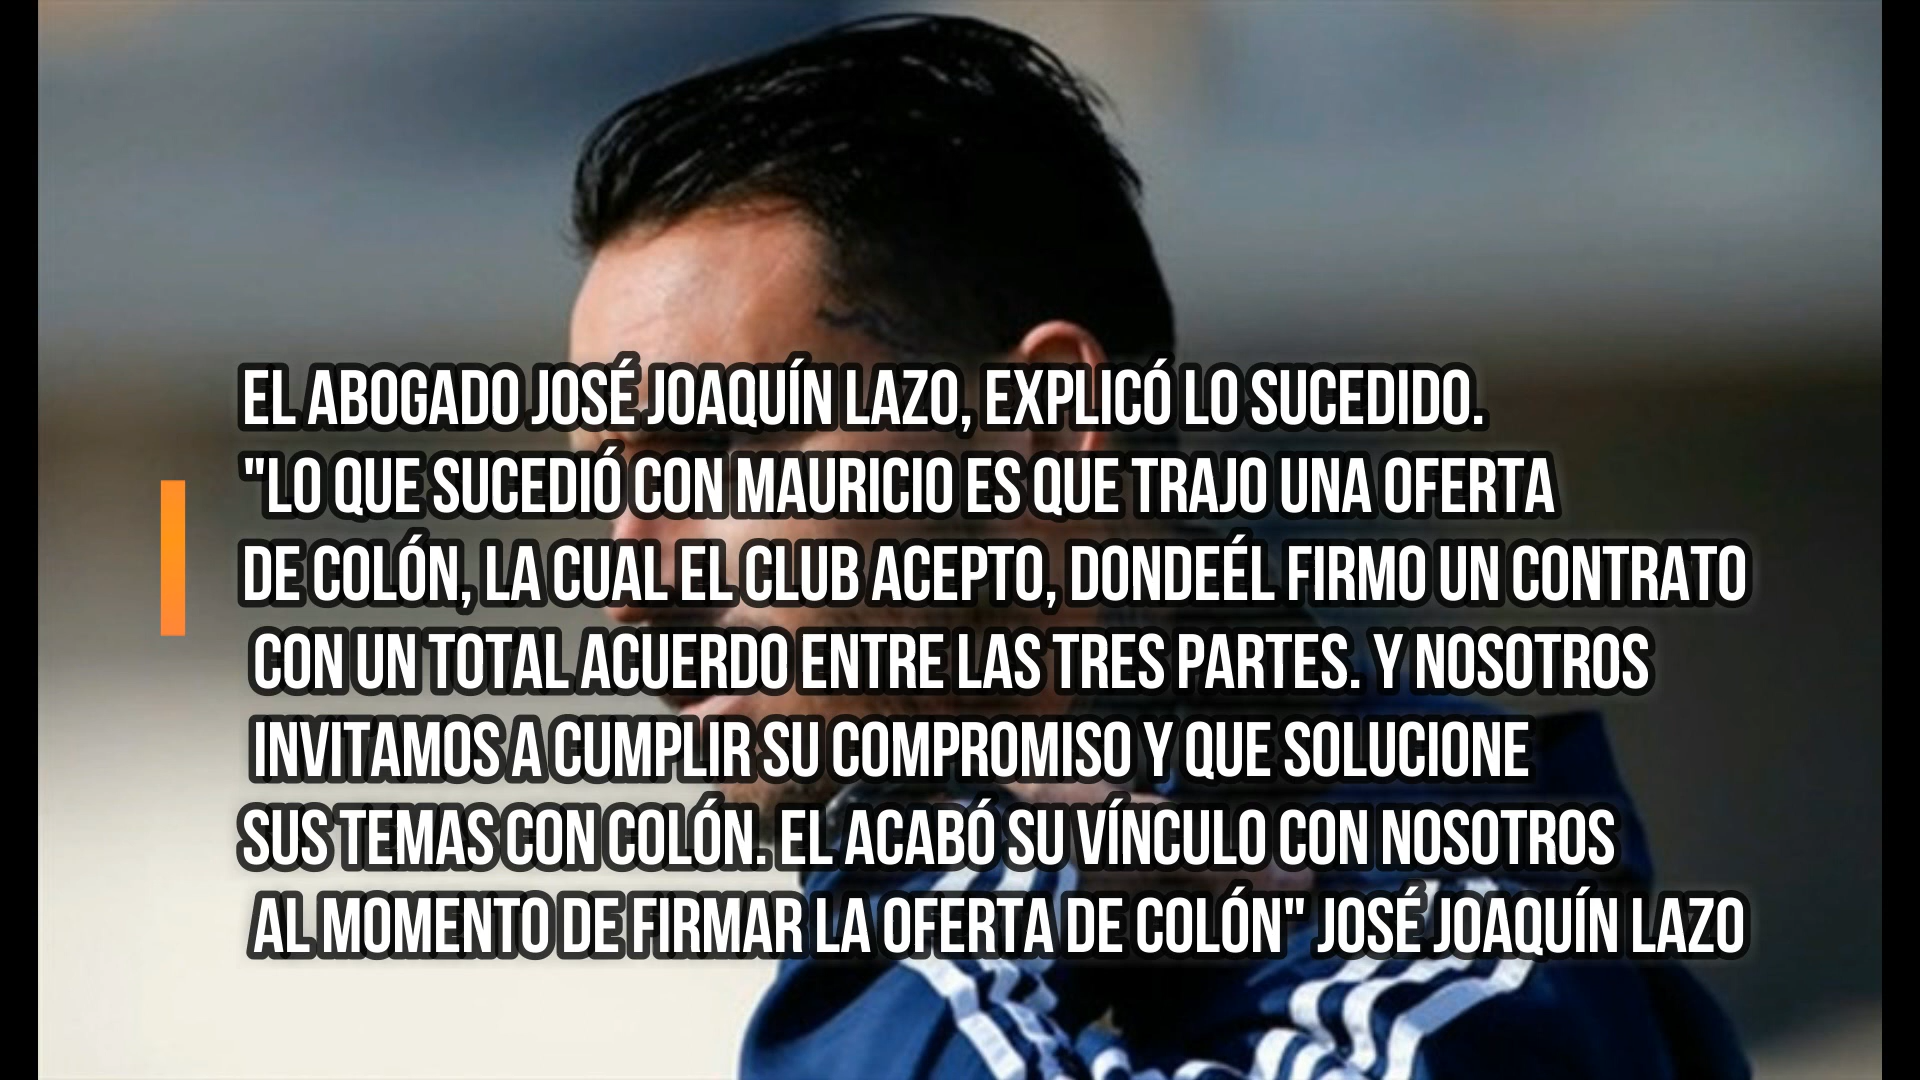 EL ABOGADO JOSÉ JOAQUÍN LAZO, EXPLICÓ LO SUCEDIDO.
"LO QUE SUCEDIÓ CON MAURICIO ES QUE TRAJO UNA OFERTA
DE COLÓN, LA CUAL EL CLUB ACEPTO, DONDEÉL FIRMO UN CONTRATO
CON UN TOTAL ACUERDO ENTRE LAS TRES PARTES. Y NOSOTROS
INVITAMOS A CUMPLIR SU COMPROMISO Y QUE SOLUCIONE
SUS TEMAS CON COLÓN. EL ACABÓ SU VÍNCULO CON NOSOTROS
AL MOMENTO DE FIRMAR LA OFERTA DE COLÓN" JOSÉ JOAQUÍN LAZO